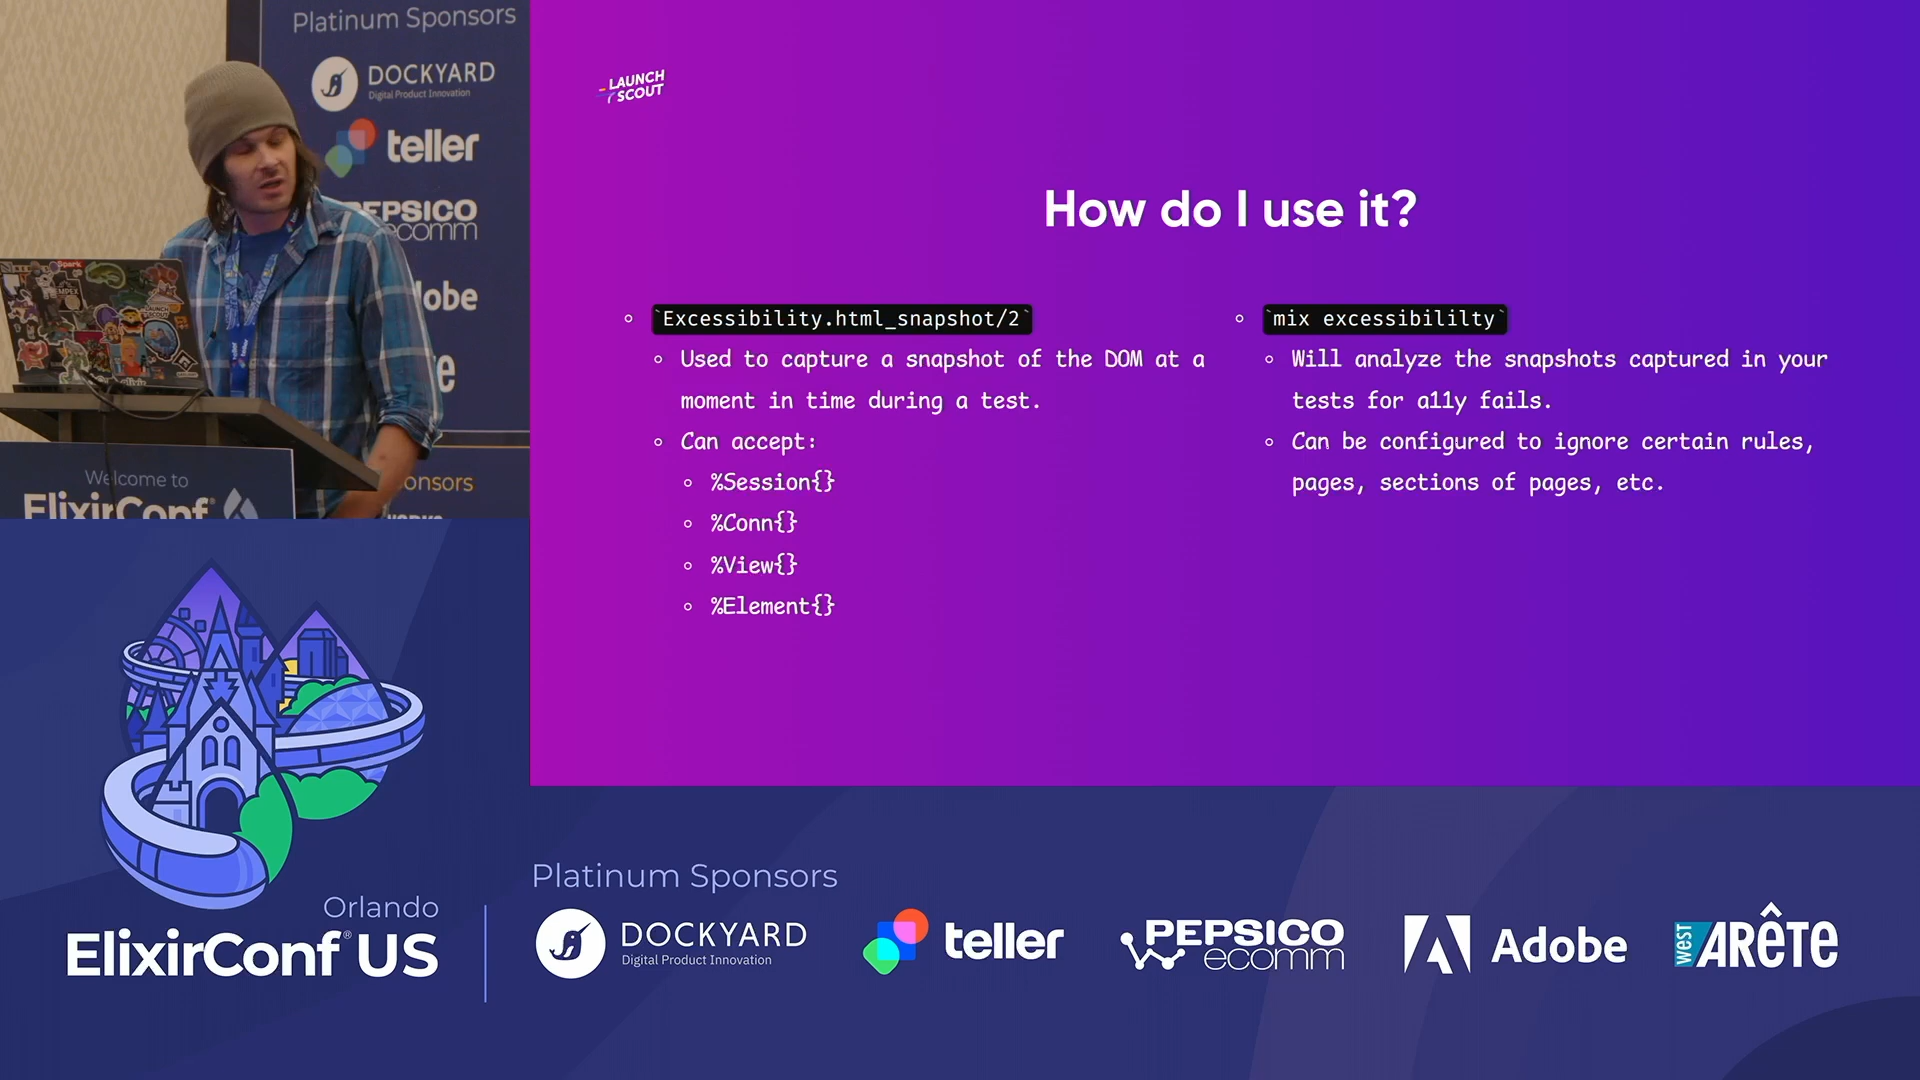 Platinum Sponsors
DOCKYARD
Digital Product Innovation
teller
PEPSICO
ecomm
Welcome to
ElixirConf
LAUNCH
SCOUT
How do I use it?
`Excessibility.html_snapshot/2`
Used to capture a snapshot of the DOM at a
moment in time during a test.
Can accept:
%Session{}
%Conn{}
%View{}
%Element{}
`mix excessibililty`
Will analyze the snapshots captured in your
tests for a11y fails.
Can be configured to ignore certain rules,
pages, sections of pages, etc.
Orlando
ElixirConf® US
Platinum Sponsors
DOCKYARD
Digital Product Innovation
teller
PEPSICO
ecomm
Adobe
west ARÊTE